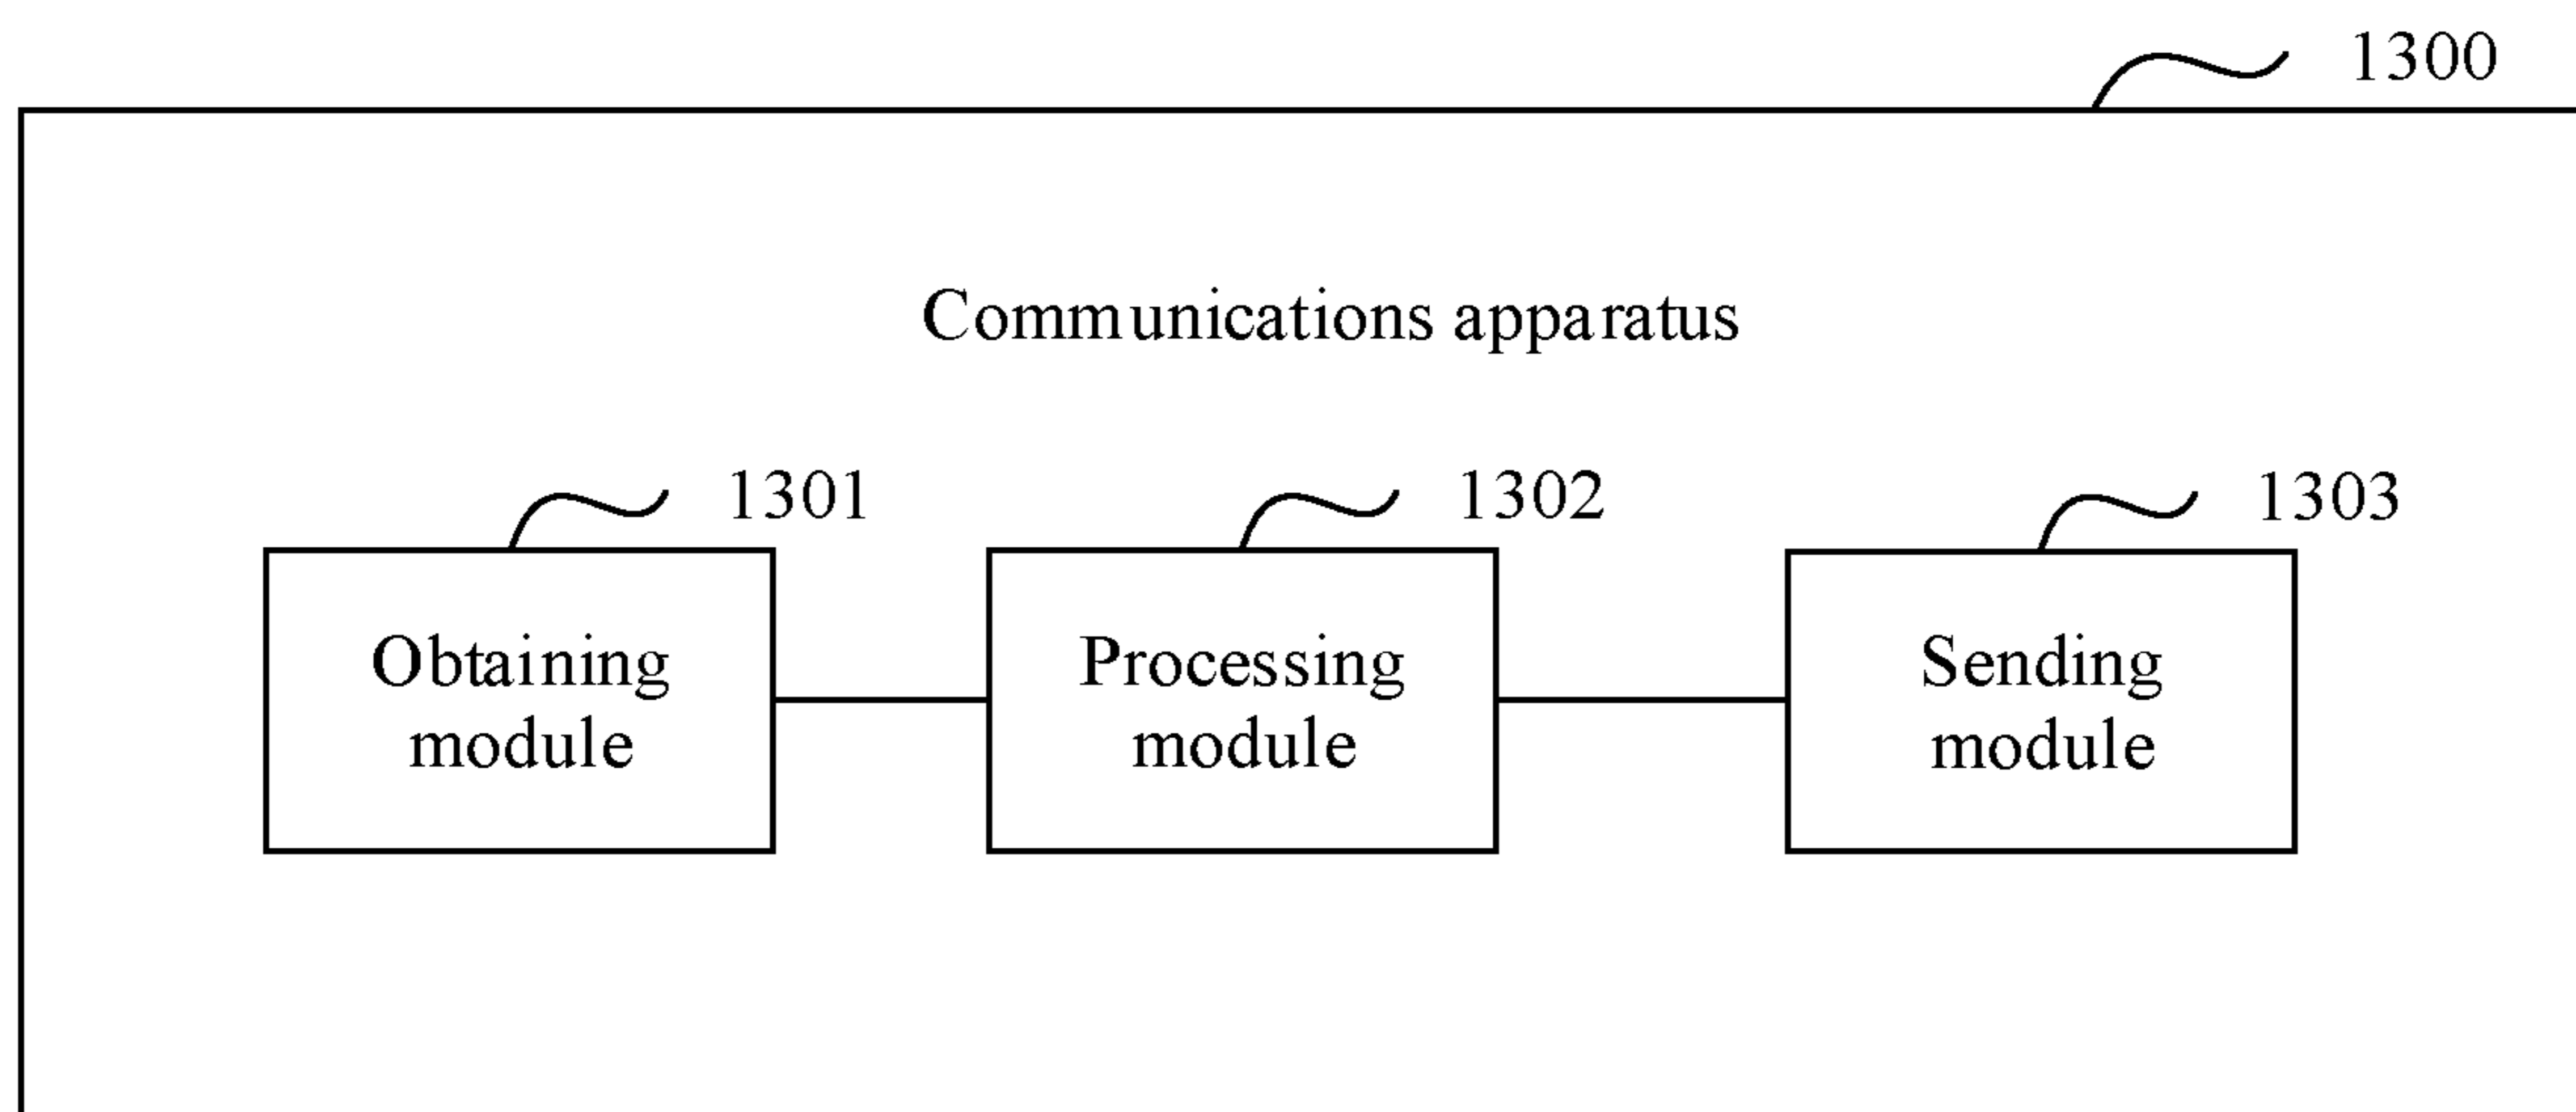 1300
Communications apparatus
1301
1302
1303
Obtaining
module
Processing
module
Sending
module